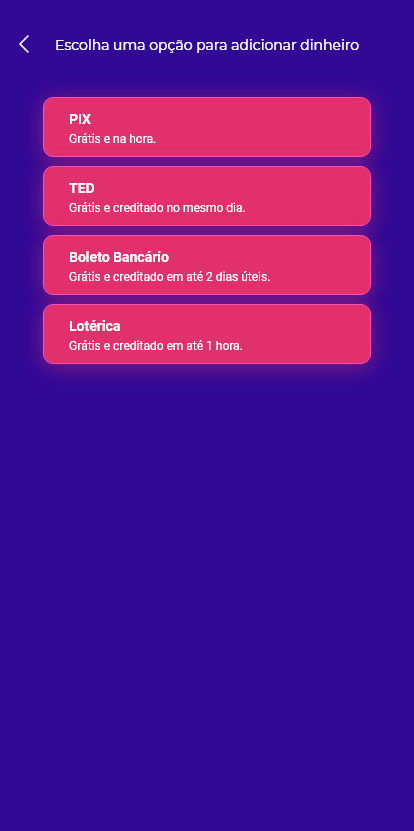 Escolha uma opção para adicionar dinheiro
PIX
Grátis e na hora.
TED
Grátis e creditado no mesmo dia.
Boleto Bancário
Grátis e creditado em até 2 dias úteis.
Lotérica
Grátis e creditado em até 1 hora.